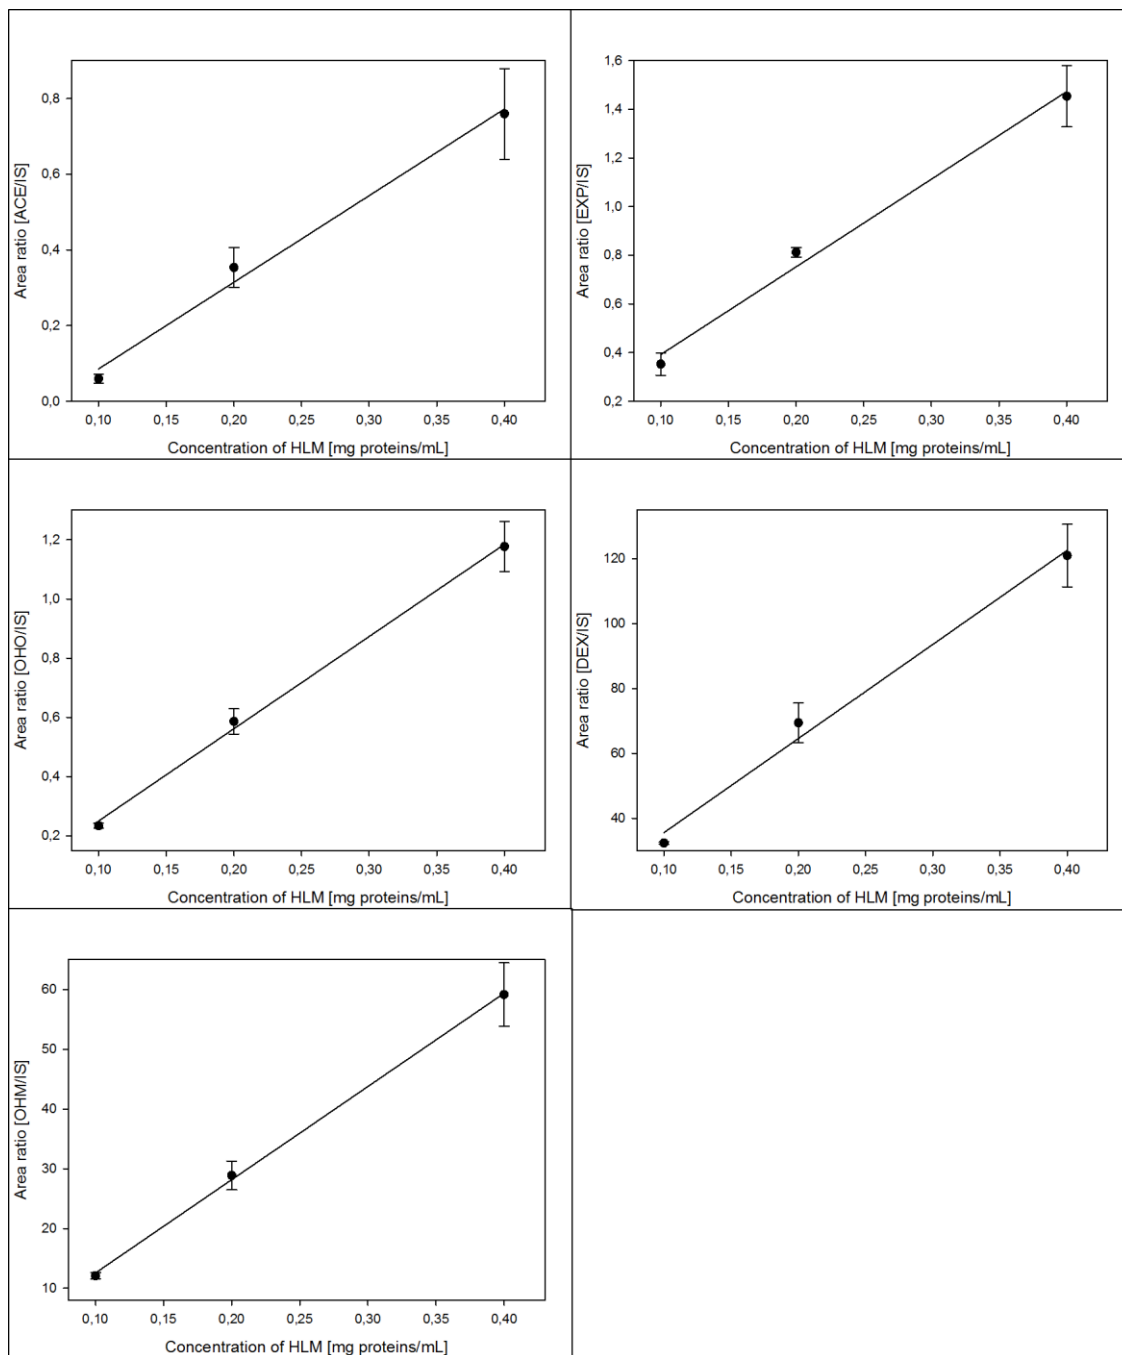 Area ratio [ACE/IS]
0,8
0,6
0,4
0,2
0,0
0,10 0,15 0,20 0,25 0,30 0,35 0,40
Concentration of HLM [mg proteins/mL]
Area ratio [EXP/IS]
1,6
1,4
1,2
1,0
0,8
0,6
0,4
0,2
0,10 0,15 0,20 0,25 0,30 0,35 0,40
Concentration of HLM [mg proteins/mL]
Area ratio [OHO/IS]
1,2
1,0
0,8
0,6
0,4
0,2
0,10 0,15 0,20 0,25 0,30 0,35 0,40
Concentration of HLM [mg proteins/mL]
Area ratio [DEX/IS]
120
100
80
60
40
0,10 0,15 0,20 0,25 0,30 0,35 0,40
Concentration of HLM [mg proteins/mL]
Area ratio [OHM/IS]
60
50
40
30
20
10
0,10 0,15 0,20 0,25 0,30 0,35 0,40
Concentration of HLM [mg proteins/mL]